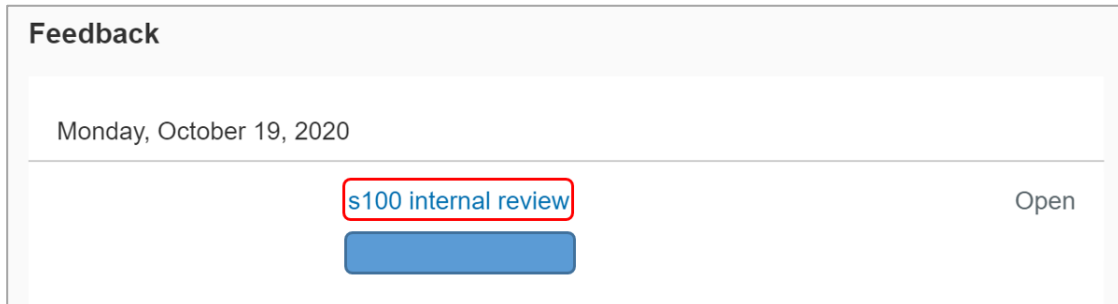 Feedback
Monday, October 19, 2020
s100 internal review Open